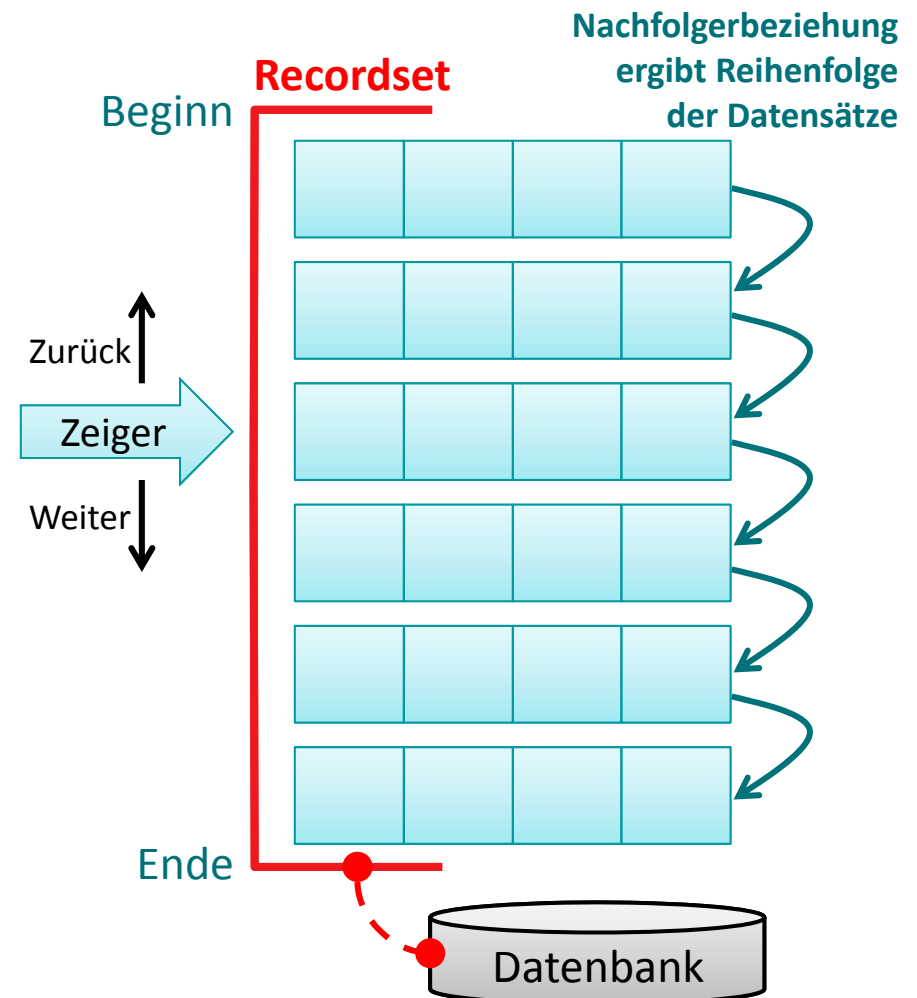 Nachfolgerbeziehung
ergibt Reihenfolge
der Datensätze
Recordset
Beginn
Zurück
Zeiger
Weiter
Ende
Datenbank